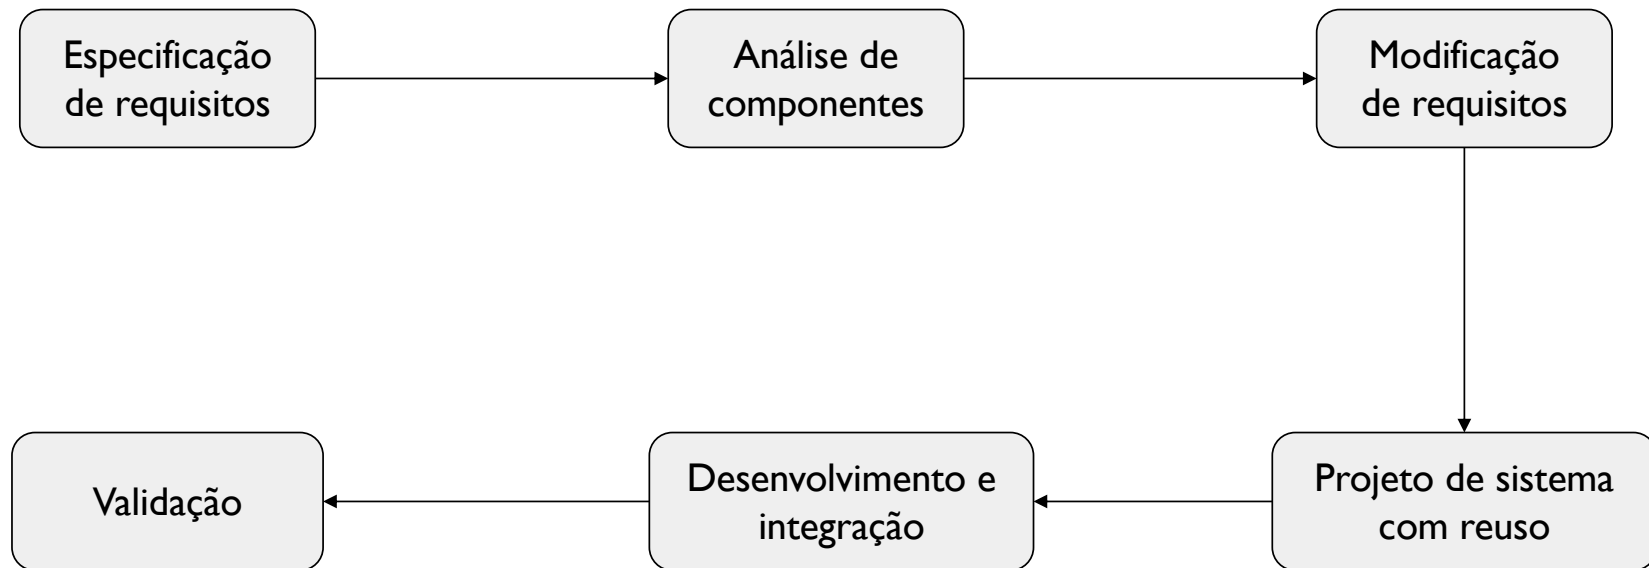 Especificação
de requisitos
Análise de
componentes
Modificação
de requisitos
Projeto de sistema
com reuso
Desenvolvimento e
integração
Validação